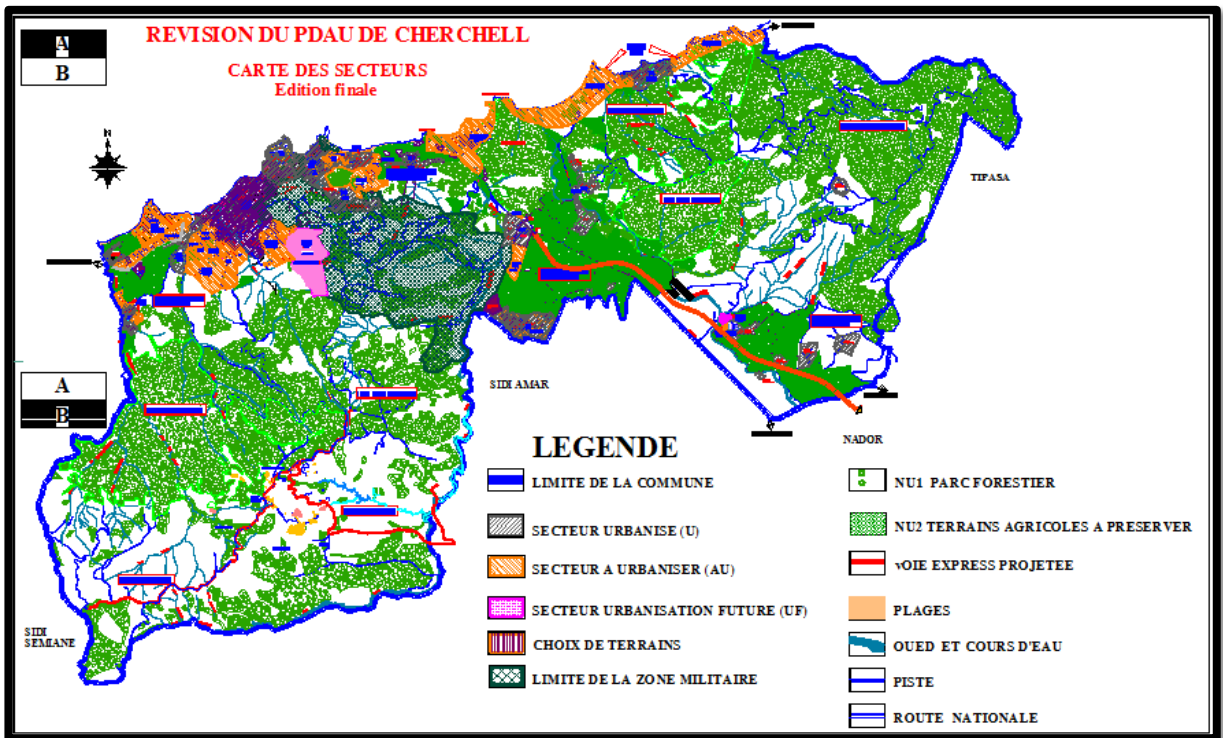 A
B
REVISION DU PDAU DE CHERCHELL
CARTE DES SECTEURS
Edition finale
N
TIPASA
A
B
SIDI AMAR
NADOR
SIDI
SEMIANE
LEGENDE
LIMITE DE LA COMMUNE
SECTEUR URBANISE (U)
SECTEUR A URBANISER (AU)
SECTEUR URBANISATION FUTURE (UF)
CHOIX DE TERRAINS
LIMITE DE LA ZONE MILITAIRE
NU1 PARC FORESTIER
NU2 TERRAINS AGRICOLES A PRESERVER
vOIE EXPRESS PROJETEE
PLAGES
OUED ET COURS D'EAU
PISTE
ROUTE NATIONALE